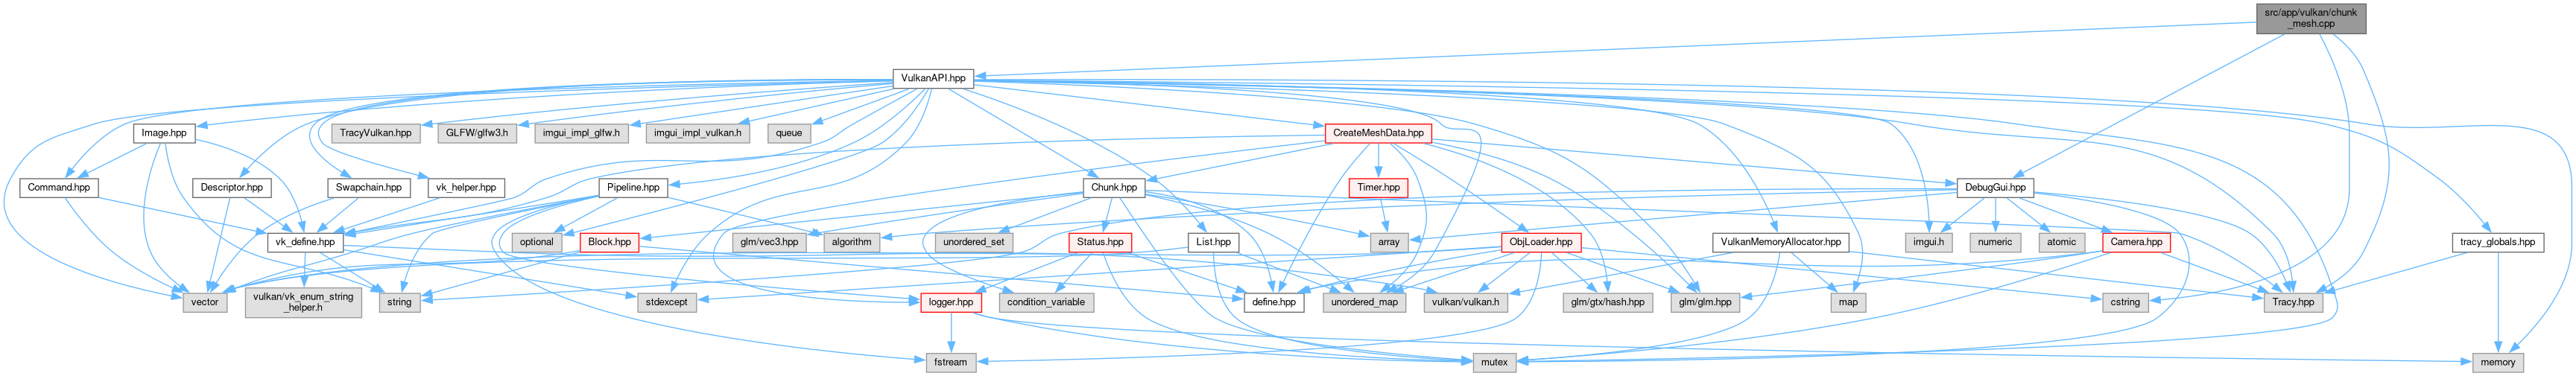 src/app/vulkan/chunk
_mesh.cpp
VulkanAPI.hpp
Image.hpp
TracyVulkan.hpp
GLFW/glfw3.h
imgui_impl_glfw.h
imgui_impl_vulkan.h
queue
CreateMeshData.hpp
Command.hpp
Descriptor.hpp
Swapchain.hpp
vk_helper.hpp
Pipeline.hpp
Chunk.hpp
Timer.hpp
DebugGui.hpp
vk_define.hpp
optional
Block.hpp
glm/vec3.hpp
algorithm
unordered_set
Status.hpp
List.hpp
array
ObjLoader.hpp
VulkanMemoryAllocator.hpp
imgui.h
numeric
atomic
Camera.hpp
tracy_globals.hpp
vector
vulkan/vk_enum_string
_helper.h
string
stdexcept
logger.hpp
condition_variable
define.hpp
unordered_map
vulkan/vulkan.h
glm/gtx/hash.hpp
glm/glm.hpp
map
cstring
Tracy.hpp
fstream
mutex
memory